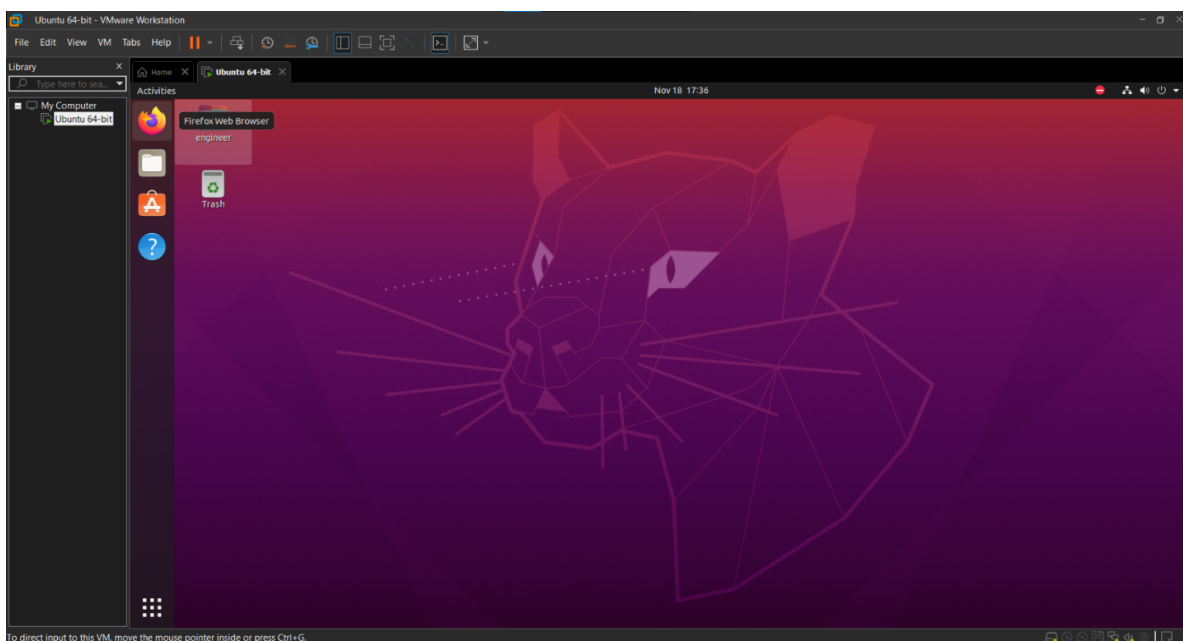 Ubuntu 64-bit - VMware Workstation
File Edit View VM Tabs Help
Library X
Home X Ubuntu 64-bit X
Type here to sea...
Activities Nov 18 17:36
My Computer
Ubuntu 64-bit
Firefox Web Browser
engineer
Trash
To direct input to this VM, move the mouse pointer inside or press Ctrl+G.